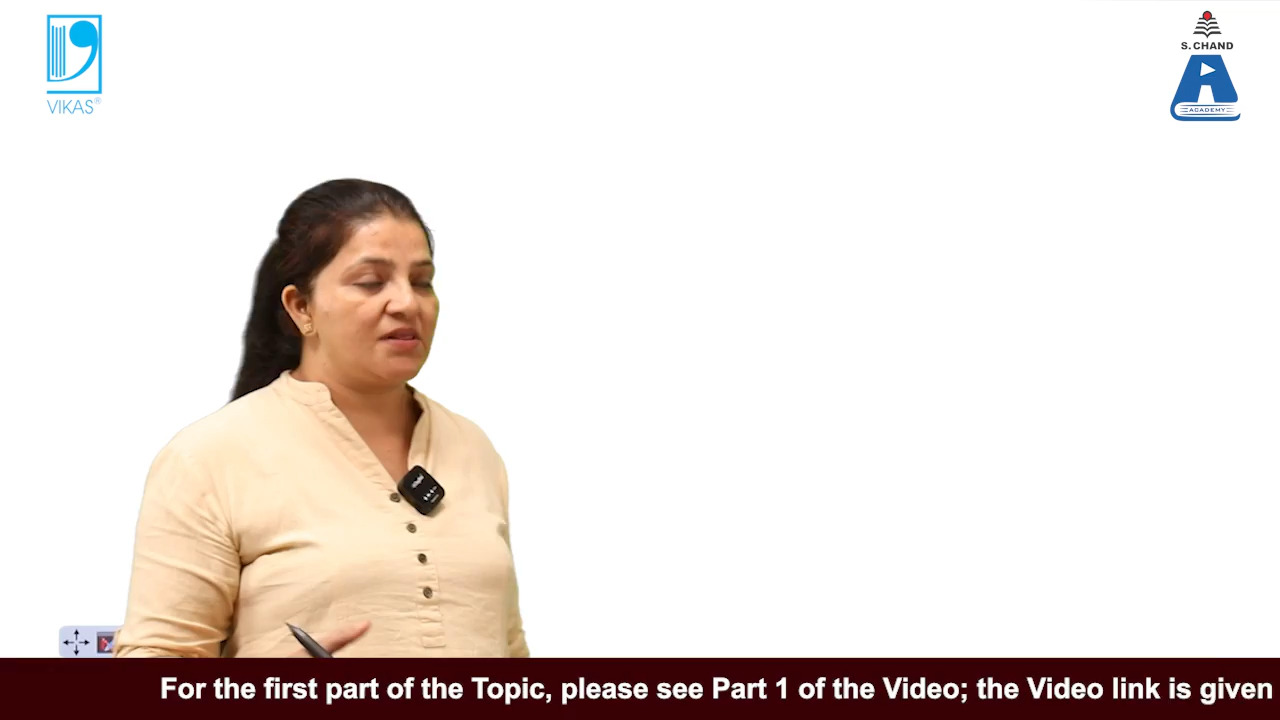 VIKAS®
S. CHAND
ACADEMY
For the first part of the Topic, please see Part 1 of the Video; the Video link is given